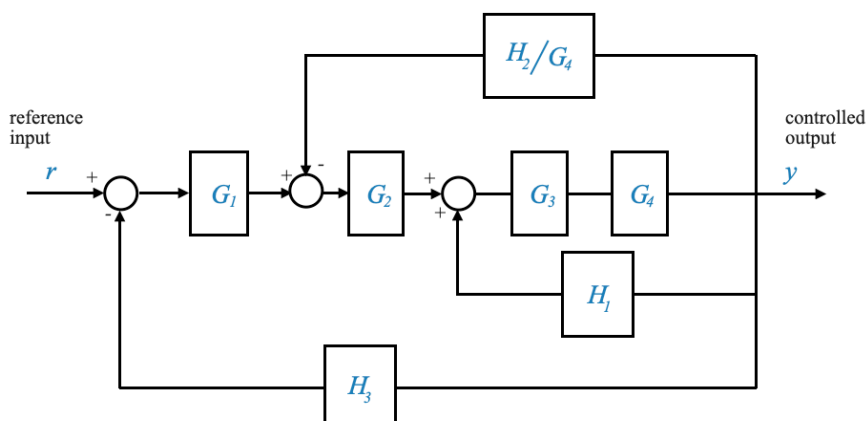 H₂/G₄
reference
input
controlled
output
r
+
-
G₁
+
-
G₂
+
+
G₃
G₄
y
H₁
H₃